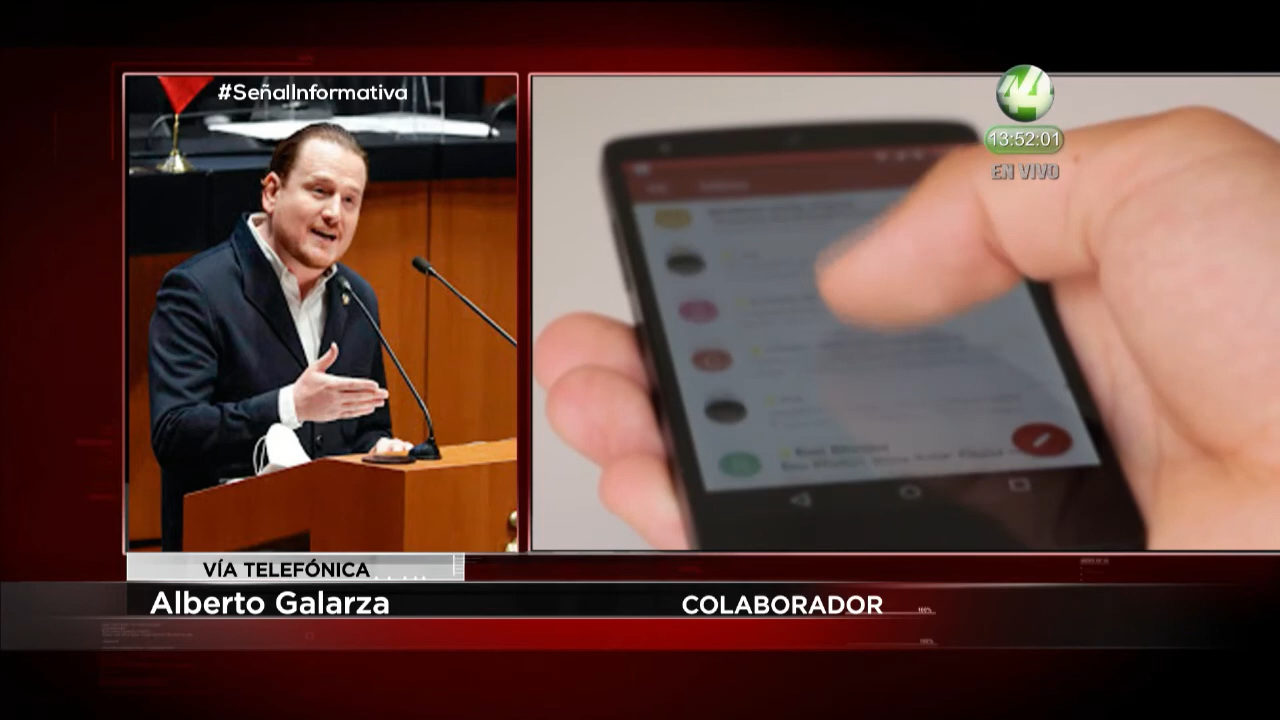 #SeñalInformativa
44
13:52:01
EN VIVO
VÍA TELEFÓNICA
Alberto Galarza
COLABORADOR